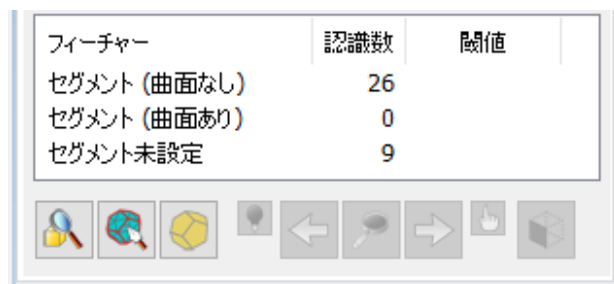 フィーチャー 認識数 閾値
セグメント (曲面なし) 26
セグメント (曲面あり) 0
セグメント未設定 9